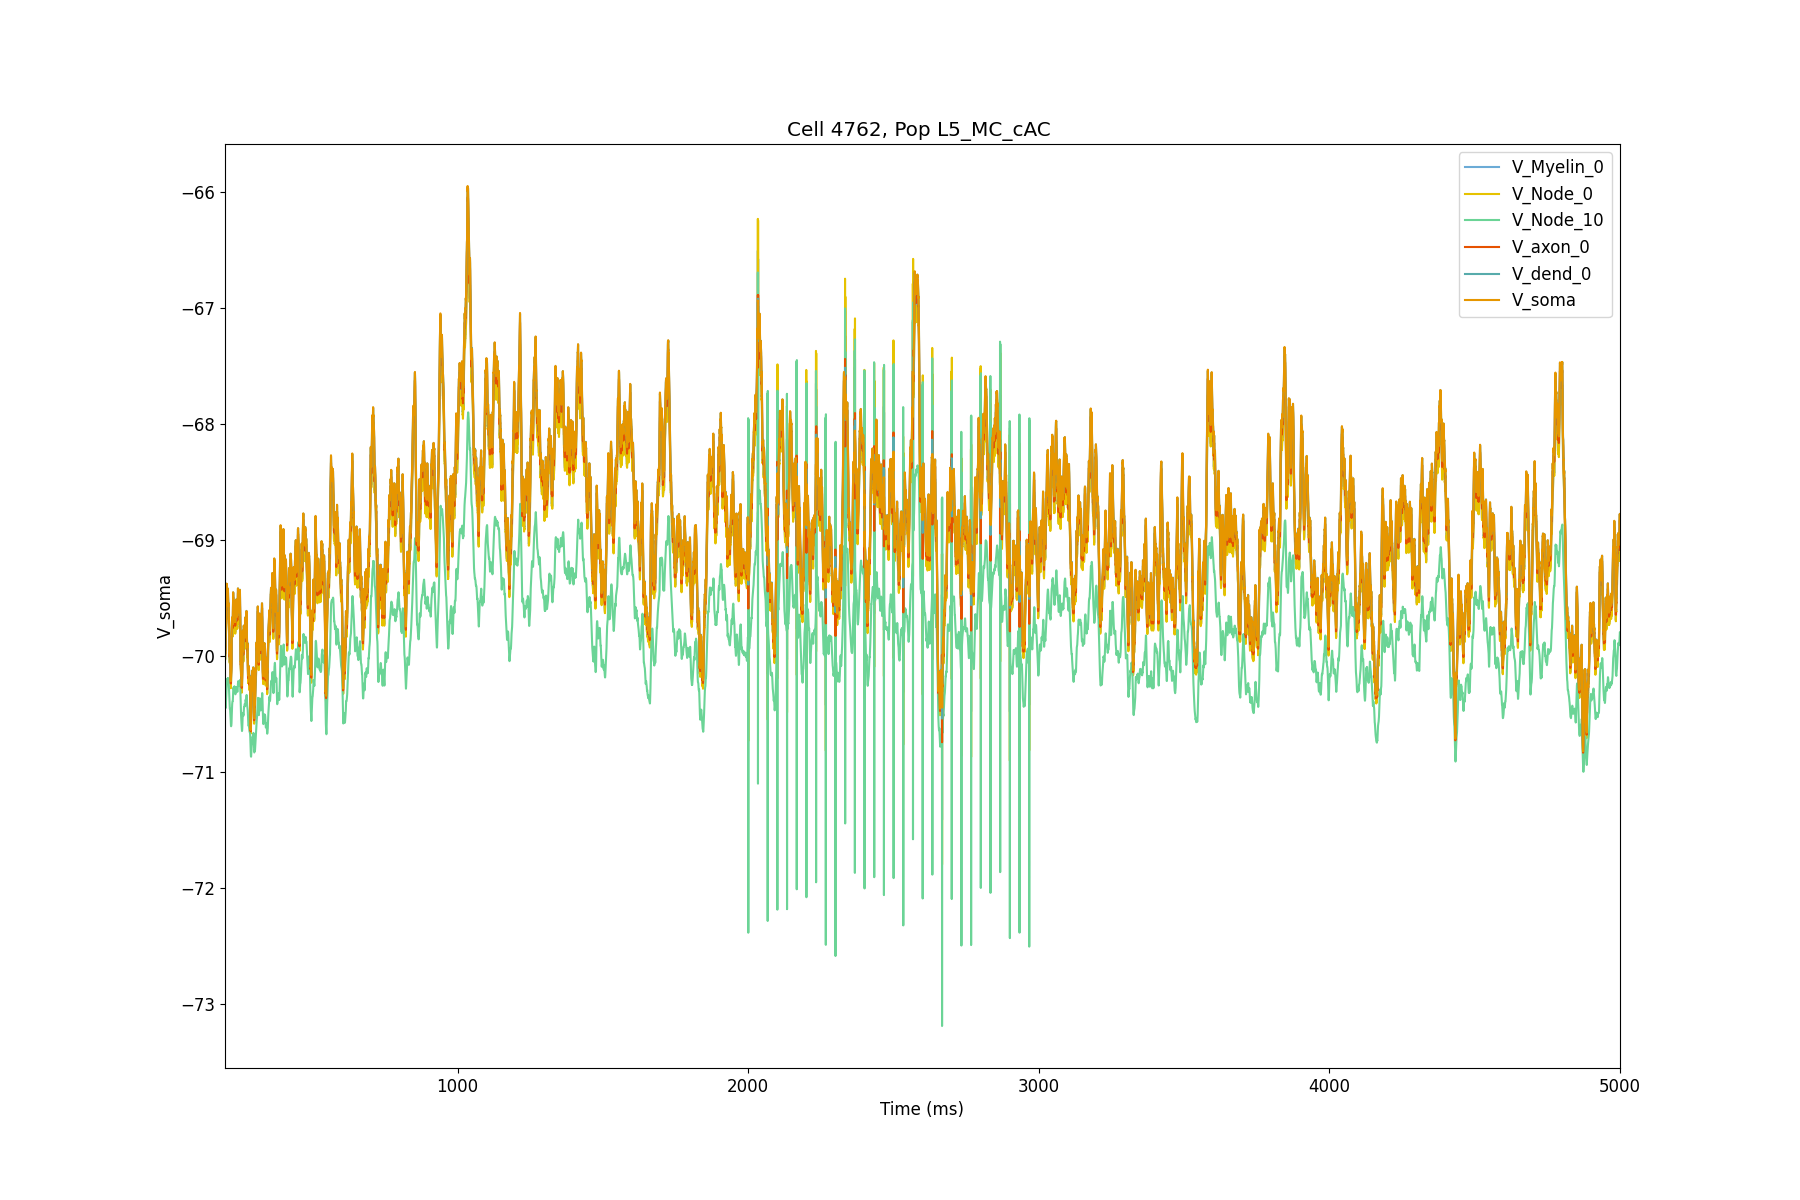 Cell 4762, Pop L5_MC_cAC
V_Myelin_0
V_Node_0
V_Node_10
V_axon_0
V_dend_0
V_soma
−66
−67
−68
−69
−70
−71
−72
−73
V_soma
1000
2000
3000
4000
5000
Time (ms)